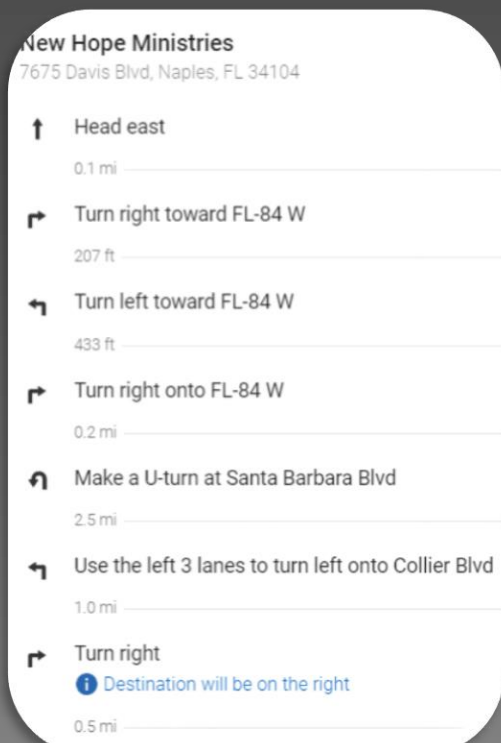 New Hope Ministries
7675 Davis Blvd, Naples, FL 34104
Head east
0.1 mi
Turn right toward FL-84 W
207 ft
Turn left toward FL-84 W
433 ft
Turn right onto FL-84 W
0.2 mi
Make a U-turn at Santa Barbara Blvd
2.5 mi
Use the left 3 lanes to turn left onto Collier Blvd
1.0 mi
Turn right
Destination will be on the right
0.5 mi